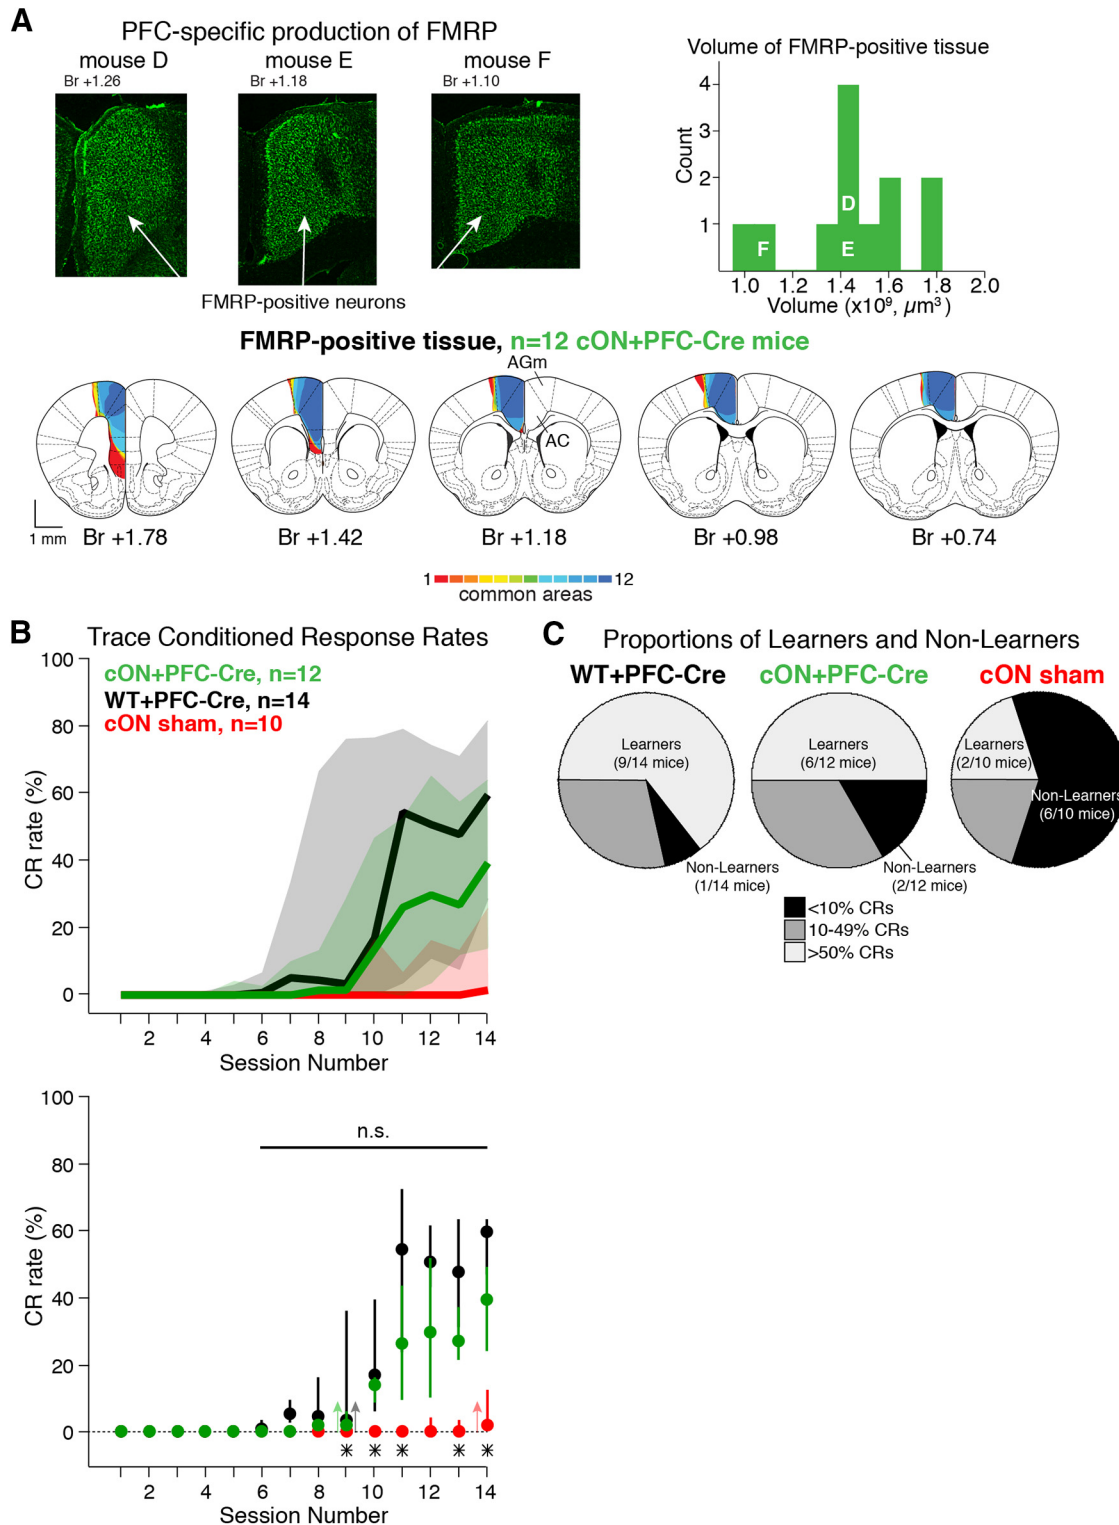 A
PFC-specific production of FMRP
mouse D
mouse E
mouse F
Br +1.26
Br +1.18
Br +1.10
FMRP-positive neurons
Volume of FMRP-positive tissue
Count
4
3
2
1
D
F
E
1.0 1.2 1.4 1.6 1.8 2.0
Volume (x10⁹, µm³)
FMRP-positive tissue, n=12 cON+PFC-Cre mice
AGm
AC
1 mm
Br +1.78
Br +1.42
Br +1.18
Br +0.98
Br +0.74
1 12
common areas
B
Trace Conditioned Response Rates
cON+PFC-Cre, n=12
WT+PFC-Cre, n=14
cON sham, n=10
CR rate (%)
100
80
60
40
20
0
2 4 6 8 10 12 14
Session Number
100
80
60
40
20
0
CR rate (%)
n.s.
* * * * *
2 4 6 8 10 12 14
Session Number
C
Proportions of Learners and Non-Learners
WT+PFC-Cre
cON+PFC-Cre
cON sham
Learners
(9/14 mice)
Non-Learners
(1/14 mice)
Learners
(6/12 mice)
Non-Learners
(2/12 mice)
Learners
(2/10 mice)
Non-Learners
(6/10 mice)
<10% CRs
10-49% CRs
>50% CRs